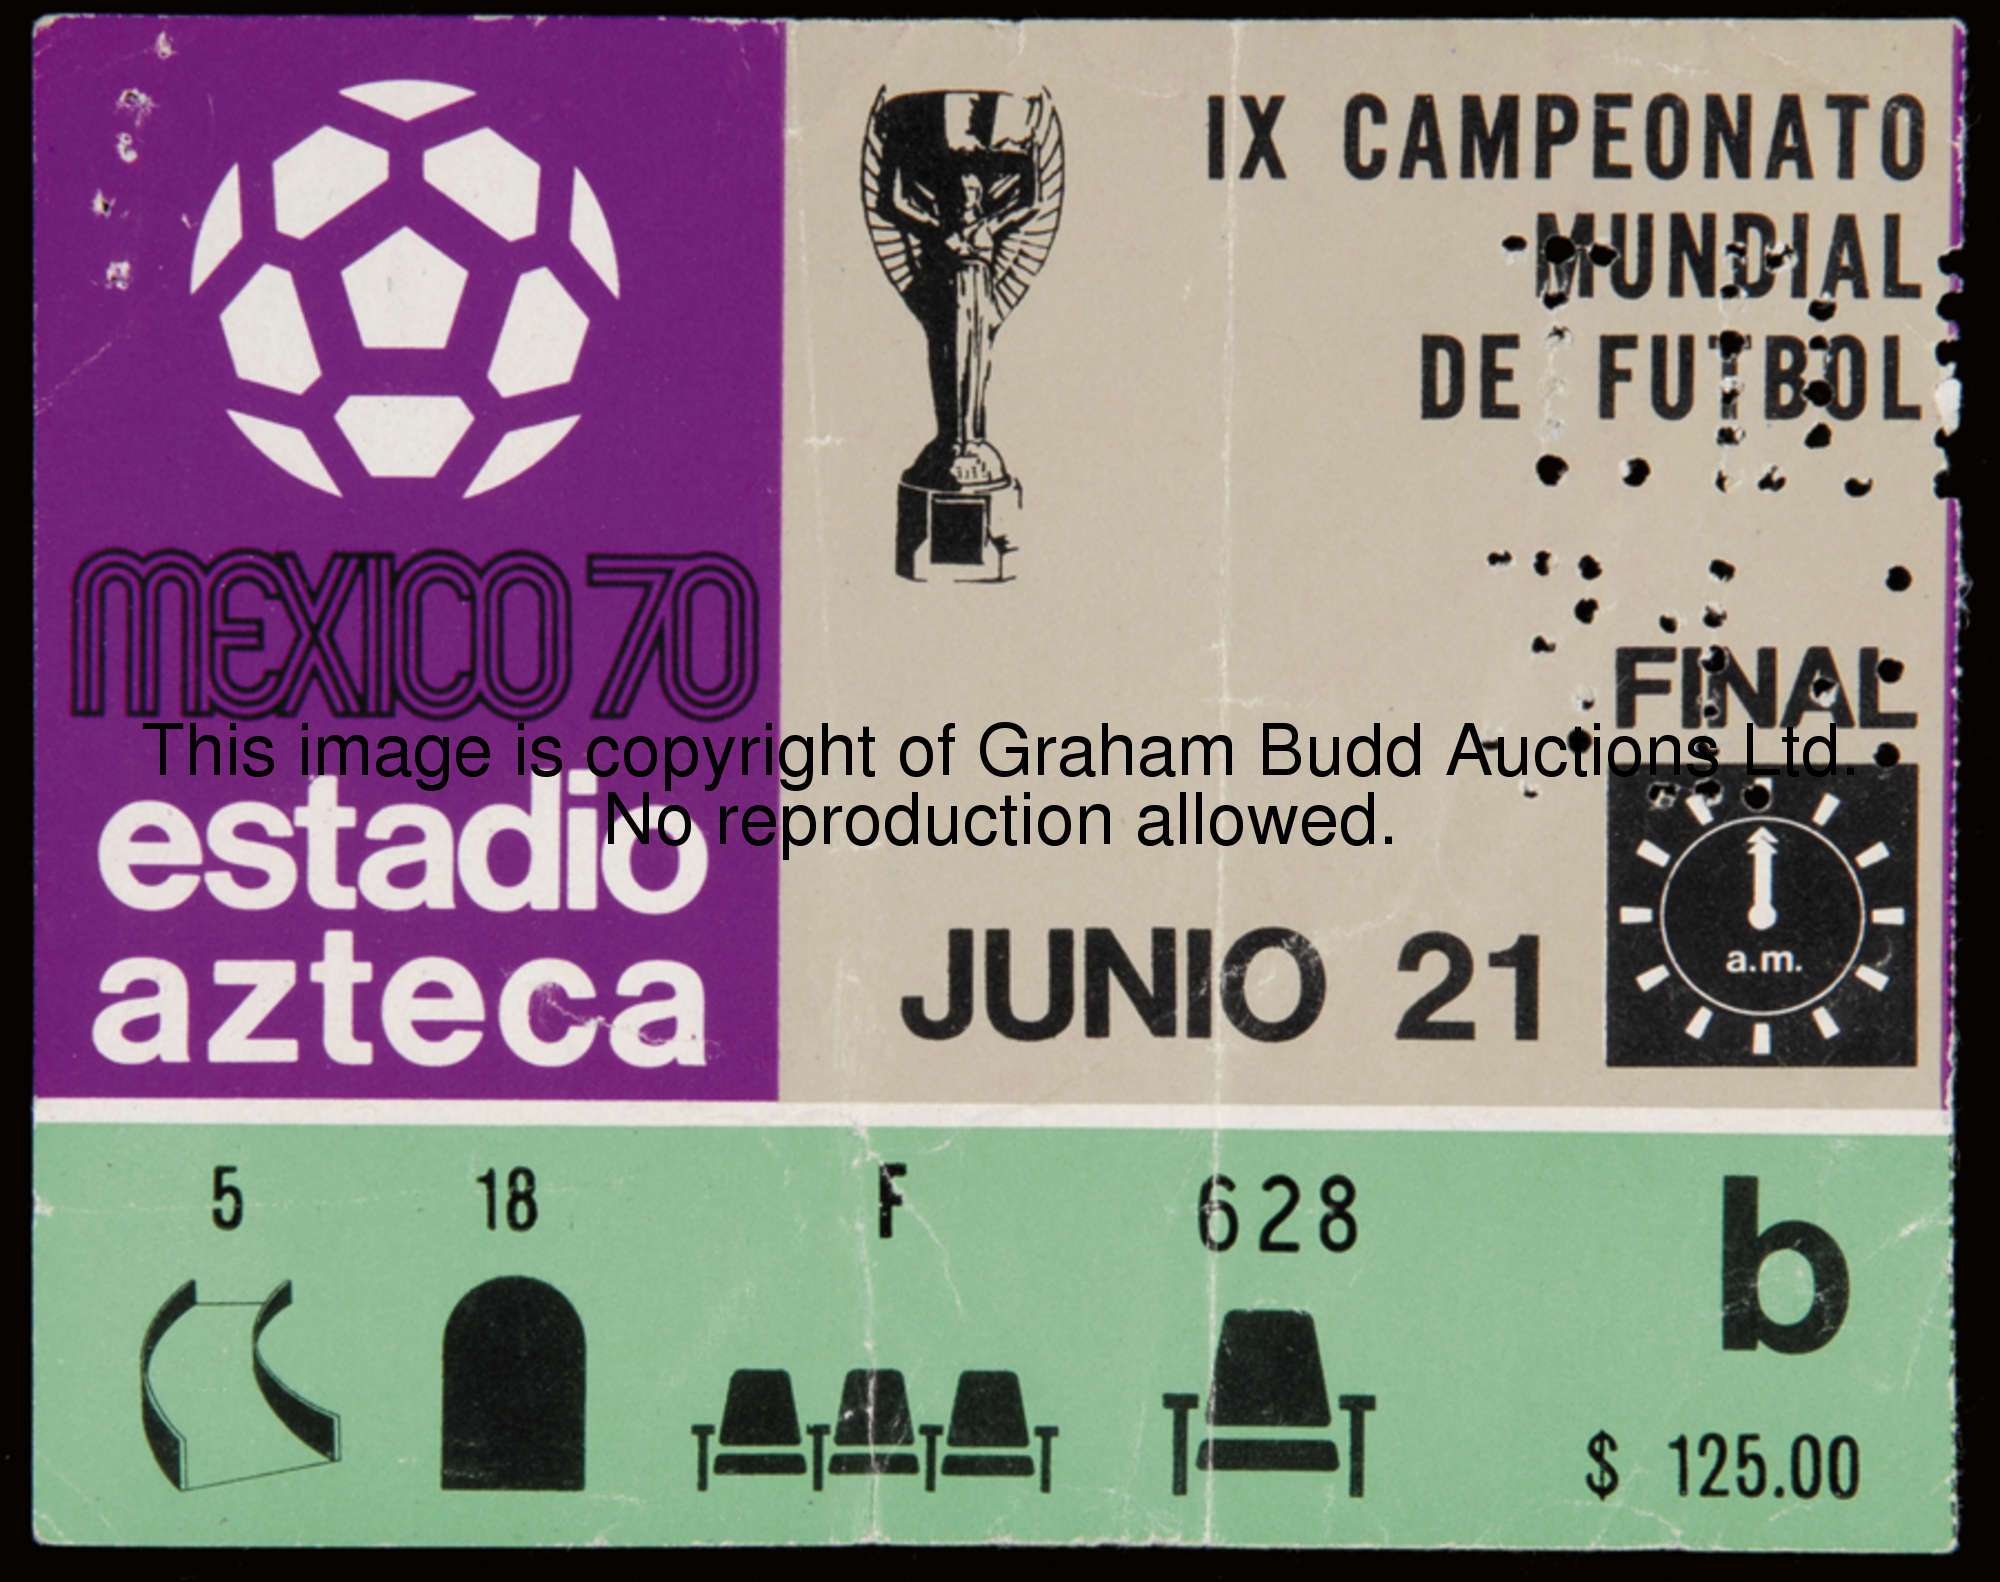 IX CAMPEONATO
MUNDIAL
DE FUTBOL
MEXICO 70
FINAL
This image is copyright of Graham Budd Auctions Ltd.
No reproduction allowed.
estadio
azteca
JUNIO 21
a.m.
5 18 F 628
b
$ 125.00